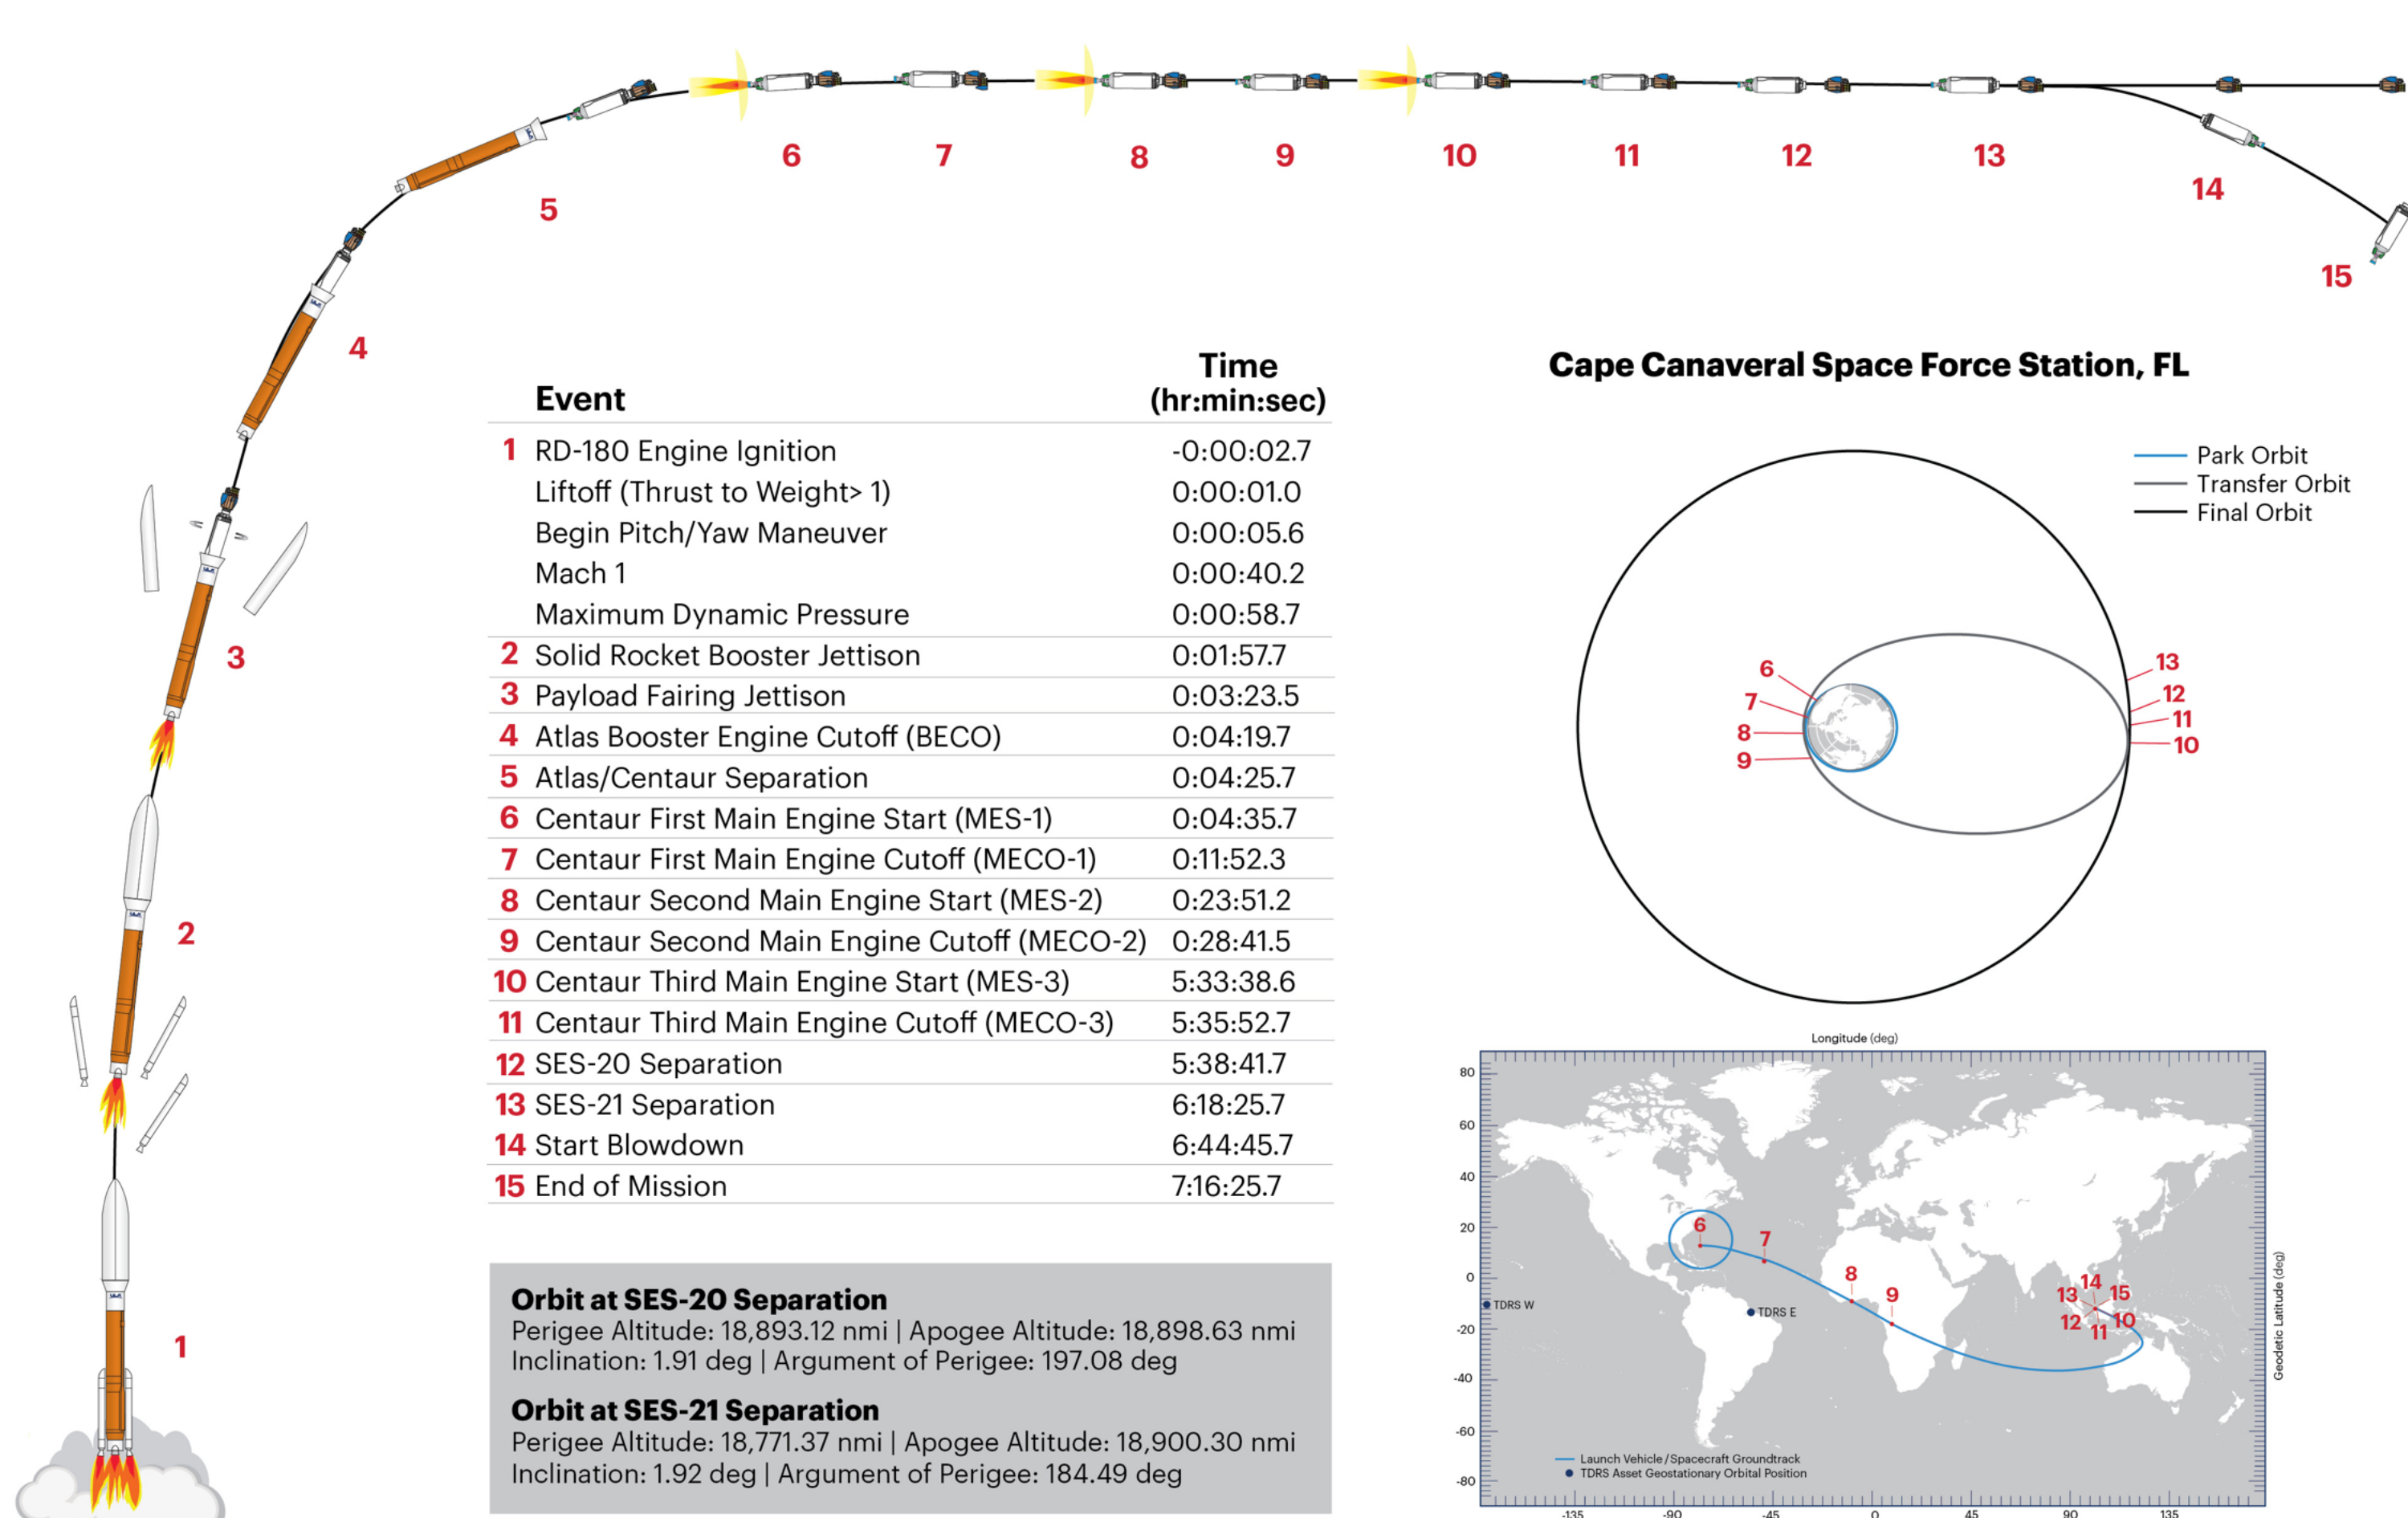 6 7 8 9 10 11 12 13
14
5
15
4
3
2
1
Event Time (hr:min:sec)
1 RD-180 Engine Ignition -0:00:02.7
Liftoff (Thrust to Weight> 1) 0:00:01.0
Begin Pitch/Yaw Maneuver 0:00:05.6
Mach 1 0:00:40.2
Maximum Dynamic Pressure 0:00:58.7
2 Solid Rocket Booster Jettison 0:01:57.7
3 Payload Fairing Jettison 0:03:23.5
4 Atlas Booster Engine Cutoff (BECO) 0:04:19.7
5 Atlas/Centaur Separation 0:04:25.7
6 Centaur First Main Engine Start (MES-1) 0:04:35.7
7 Centaur First Main Engine Cutoff (MECO-1) 0:11:52.3
8 Centaur Second Main Engine Start (MES-2) 0:23:51.2
9 Centaur Second Main Engine Cutoff (MECO-2) 0:28:41.5
10 Centaur Third Main Engine Start (MES-3) 5:33:38.6
11 Centaur Third Main Engine Cutoff (MECO-3) 5:35:52.7
12 SES-20 Separation 5:38:41.7
13 SES-21 Separation 6:18:25.7
14 Start Blowdown 6:44:45.7
15 End of Mission 7:16:25.7
Orbit at SES-20 Separation
Perigee Altitude: 18,893.12 nmi | Apogee Altitude: 18,898.63 nmi
Inclination: 1.91 deg | Argument of Perigee: 197.08 deg
Orbit at SES-21 Separation
Perigee Altitude: 18,771.37 nmi | Apogee Altitude: 18,900.30 nmi
Inclination: 1.92 deg | Argument of Perigee: 184.49 deg
Cape Canaveral Space Force Station, FL
Park Orbit
Transfer Orbit
Final Orbit
6
7
8
9
13
12
11
10
Longitude (deg)
80
60
40
20
0
-20
-40
-60
-80
Geodetic Latitude (deg)
6
7
8
9
14
13 15
12 11 10
TDRS W
TDRS E
Launch Vehicle/Spacecraft Groundtrack
TDRS Asset Geostationary Orbital Position
-135 -90 -45 0 45 90 135